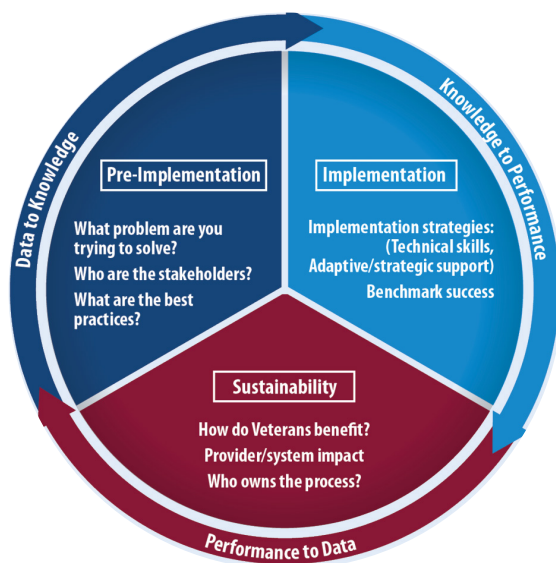 Data to Knowledge
Pre-Implementation
What problem are you
trying to solve?
Who are the stakeholders?
What are the best
practices?
Knowledge to Performance
Implementation
Implementation strategies:
(Technical skills,
Adaptive/strategic support)
Benchmark success
Sustainability
How do Veterans benefit?
Provider/system impact
Who owns the process?
Performance to Data